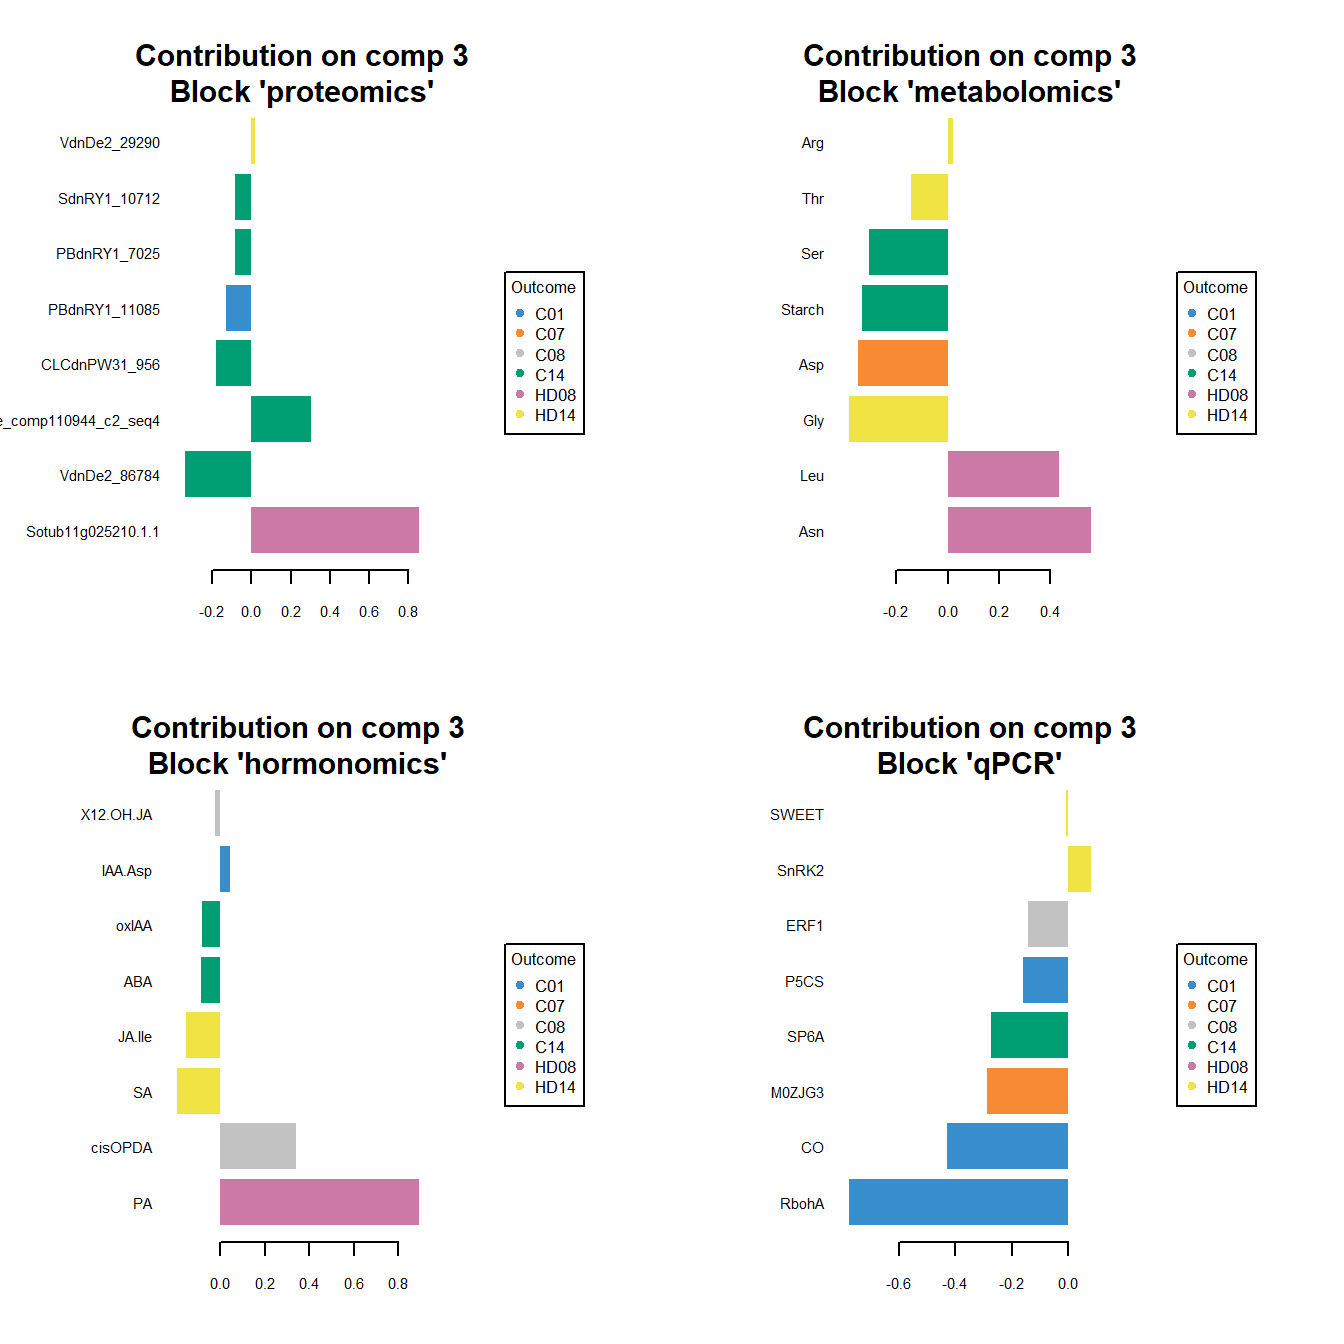 Contribution on comp 3
Block 'proteomics'
VdnDe2_29290
SdnRY1_10712
PBdnRY1_7025
PBdnRY1_11085
CLCdnPW31_956
e_comp110944_c2_seq4
VdnDe2_86784
Sotub11g025210.1.1
-0.2 0.0 0.2 0.4 0.6 0.8
Outcome
C01
C07
C08
C14
HD08
HD14
Contribution on comp 3
Block 'metabolomics'
Arg
Thr
Ser
Starch
Asp
Gly
Leu
Asn
-0.2 0.0 0.2 0.4
Outcome
C01
C07
C08
C14
HD08
HD14
Contribution on comp 3
Block 'hormonomics'
X12.OH.JA
IAA.Asp
oxIAA
ABA
JA.Ile
SA
cisOPDA
PA
0.0 0.2 0.4 0.6 0.8
Outcome
C01
C07
C08
C14
HD08
HD14
Contribution on comp 3
Block 'qPCR'
SWEET
SnRK2
ERF1
P5CS
SP6A
M0ZJG3
CO
RbohA
-0.6 -0.4 -0.2 0.0
Outcome
C01
C07
C08
C14
HD08
HD14